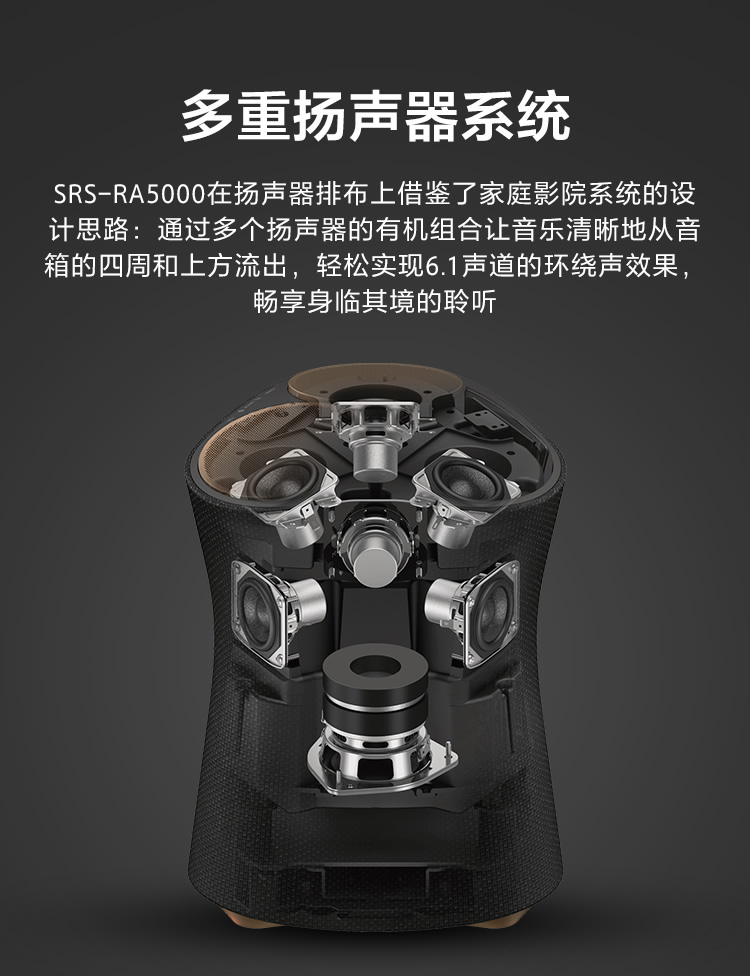 多重扬声器系统
SRS-RA5000在扬声器排布上借鉴了家庭影院系统的设
计思路：通过多个扬声器的有机组合让音乐清晰地从音
箱的四周和上方流出，轻松实现6.1声道的环绕声效果，
畅享身临其境的聆听